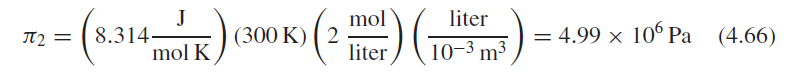 π2 = (8.314 J/mol K) (300 K) (2 mol/liter) (liter/10⁻³ m³) = 4.99 × 10⁶ Pa (4.66)